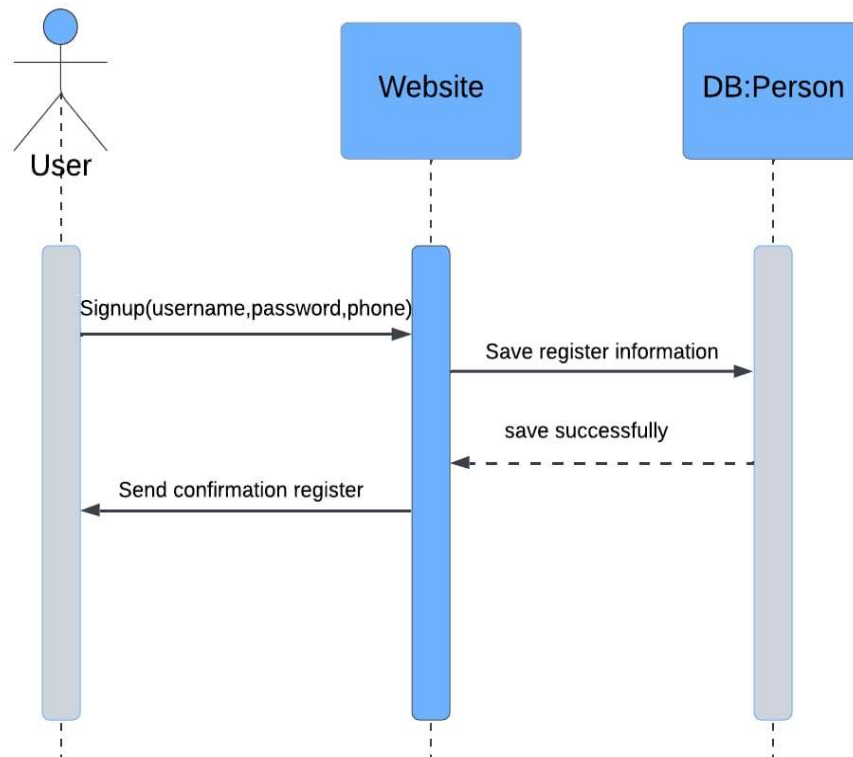 User
Website
DB:Person
Signup(username,password,phone)
Save register information
save successfully
Send confirmation register